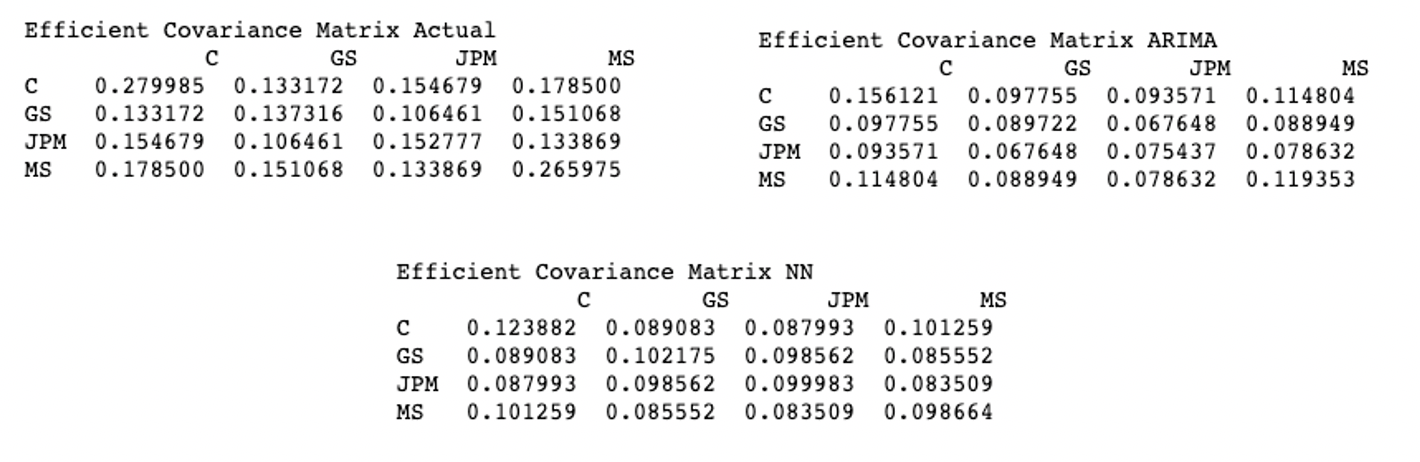 Efficient Covariance Matrix Actual
C GS JPM MS
C 0.279985 0.133172 0.154679 0.178500
GS 0.133172 0.137316 0.106461 0.151068
JPM 0.154679 0.106461 0.152777 0.133869
MS 0.178500 0.151068 0.133869 0.265975
Efficient Covariance Matrix ARIMA
C GS JPM MS
C 0.156121 0.097755 0.093571 0.114804
GS 0.097755 0.089722 0.067648 0.088949
JPM 0.093571 0.067648 0.075437 0.078632
MS 0.114804 0.088949 0.078632 0.119353
Efficient Covariance Matrix NN
C GS JPM MS
C 0.123882 0.089083 0.087993 0.101259
GS 0.089083 0.102175 0.098562 0.085552
JPM 0.087993 0.098562 0.099983 0.083509
MS 0.101259 0.085552 0.083509 0.098664